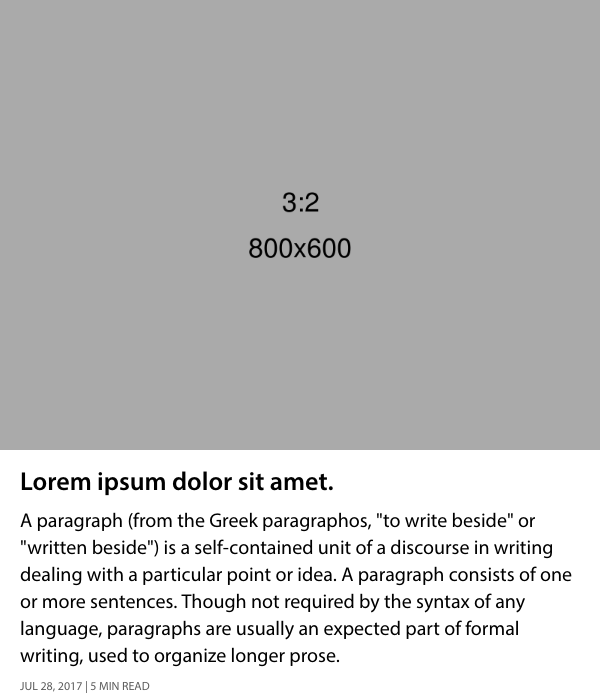 3:2
800x600
Lorem ipsum dolor sit amet.
A paragraph (from the Greek paragraphos, "to write beside" or
"written beside") is a self-contained unit of a discourse in writing
dealing with a particular point or idea. A paragraph consists of one
or more sentences. Though not required by the syntax of any
language, paragraphs are usually an expected part of formal
writing, used to organize longer prose.
JUL 28, 2017 | 5 MIN READ